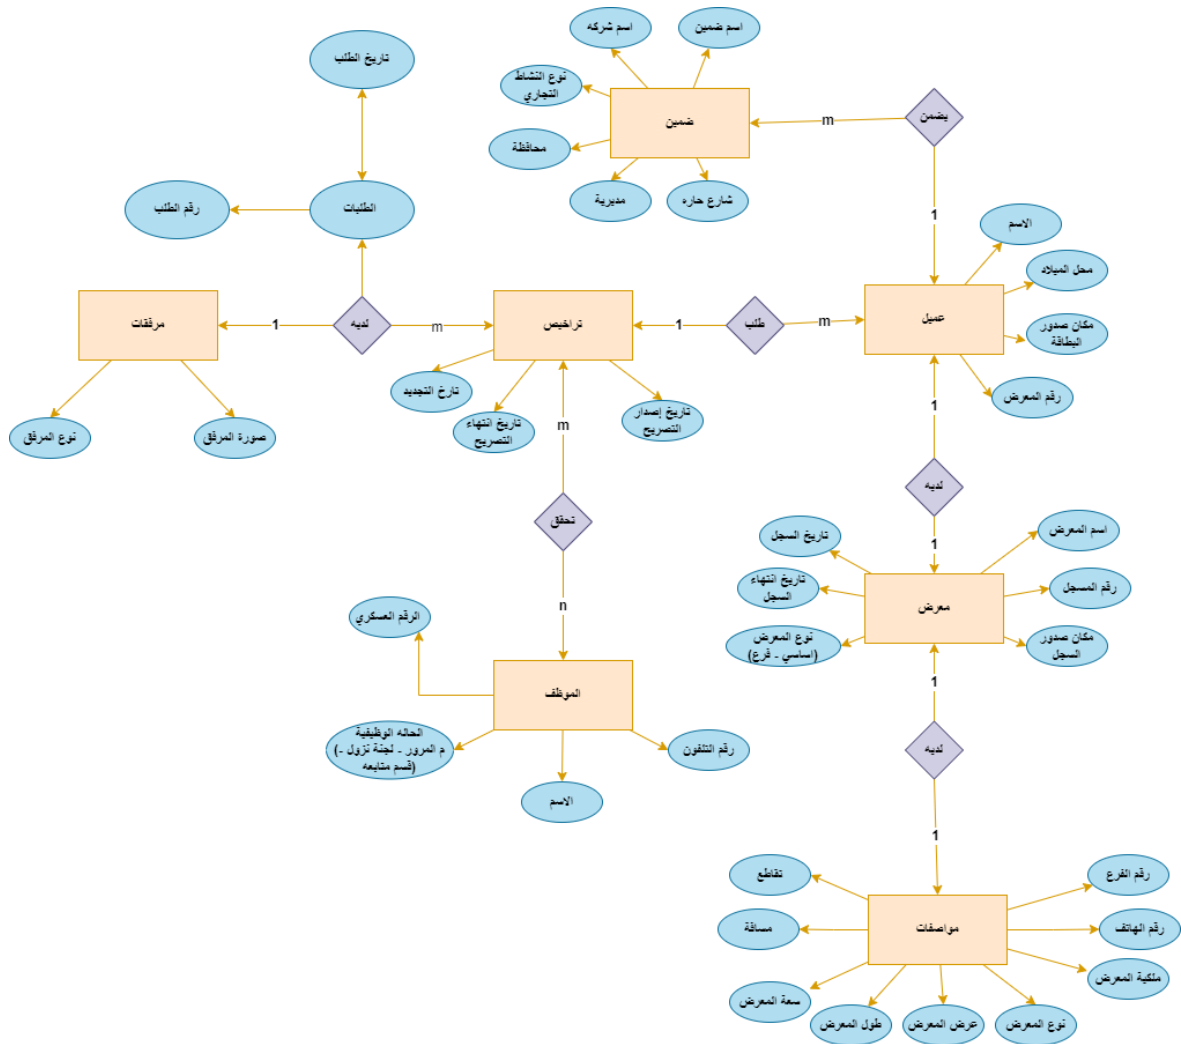 تاريخ الطلب
اسم شركه
اسم ضمين
نوع النشاط
التجاري
ضمين
m
يضمن
محافظة
مديرية
شارع حاره
رقم الطلب
الطلبات
1
الاسم
محل الميلاد
مرفقات
1
لديه
m
تراخيص
1
طلب
m
عميل
مكان صدور
البطاقة
تارخ التجديد
رقم المعرض
1
نوع المرفق
صورة المرفق
تاريخ انتهاء
التصريح
تاريخ إصدار
التصريح
m
لديه
تحقق
1
تاريخ السجل
اسم المعرض
تاريخ انتهاء
السجل
معرض
رقم المسجل
n
الرقم العسكري
نوع المعرض
(اساسي - فرع)
مكان صدور
السجل
الموظف
1
الحاله الوظيفية
م المرور - لجنة نزول -)
(قسم متابعه
رقم التلفون
لديه
الاسم
1
تقاطع
رقم الفرع
مسافة
مواصفات
رقم الهاتف
سعة المعرض
ملكية المعرض
طول المعرض
عرض المعرض
نوع المعرض